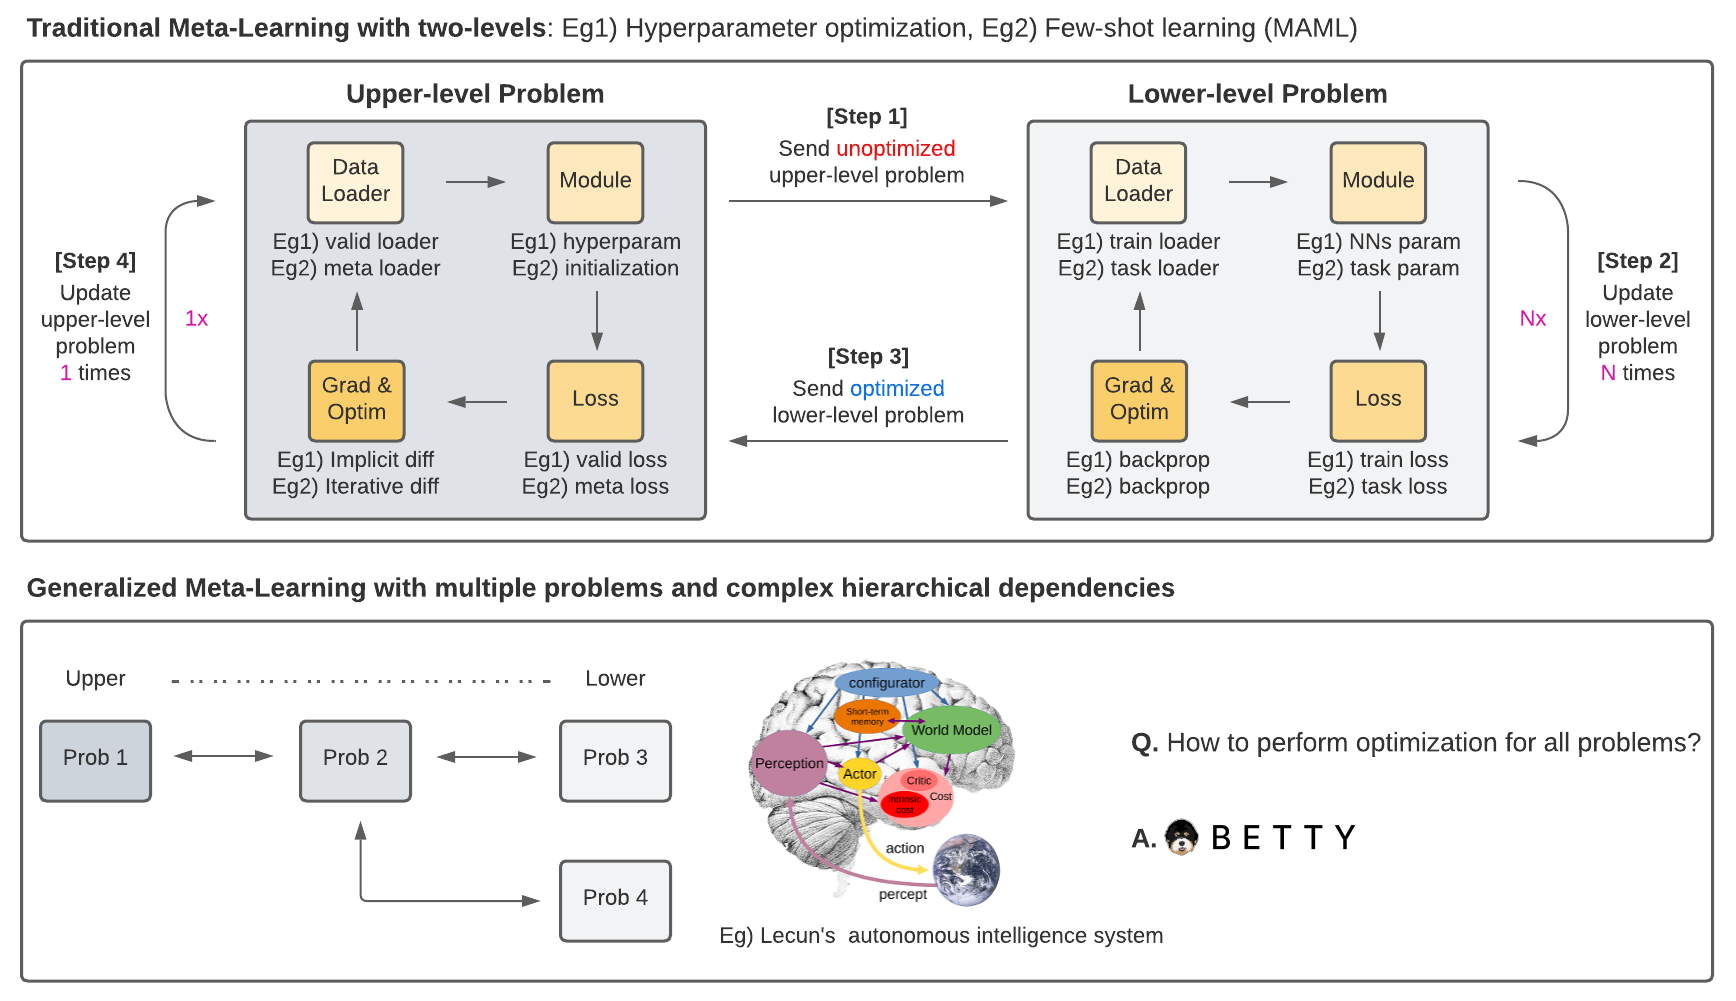 Traditional Meta-Learning with two-levels: Eg1) Hyperparameter optimization, Eg2) Few-shot learning (MAML)
Upper-level Problem
Lower-level Problem
[Step 1]
Send unoptimized
upper-level problem
Data
Loader
Module
Eg1) valid loader
Eg2) meta loader
Eg1) hyperparam
Eg2) initialization
Data
Loader
Module
Eg1) train loader
Eg2) task loader
Eg1) NNs param
Eg2) task param
[Step 4]
Update
upper-level
problem
1 times
1x
Nx
[Step 2]
Update
lower-level
problem
N times
[Step 3]
Send optimized
lower-level problem
Grad &
Optim
Loss
Eg1) Implicit diff
Eg2) Iterative diff
Eg1) valid loss
Eg2) meta loss
Grad &
Optim
Loss
Eg1) backprop
Eg2) backprop
Eg1) train loss
Eg2) task loss
Generalized Meta-Learning with multiple problems and complex hierarchical dependencies
Upper
Lower
Prob 1
Prob 2
Prob 3
Prob 4
configurator
Short-term
memory
World Model
Perception
Actor
Critic
Cost
Intrinsic
cost
action
percept
Eg) Lecun's autonomous intelligence system
Q. How to perform optimization for all problems?
A. BETTY